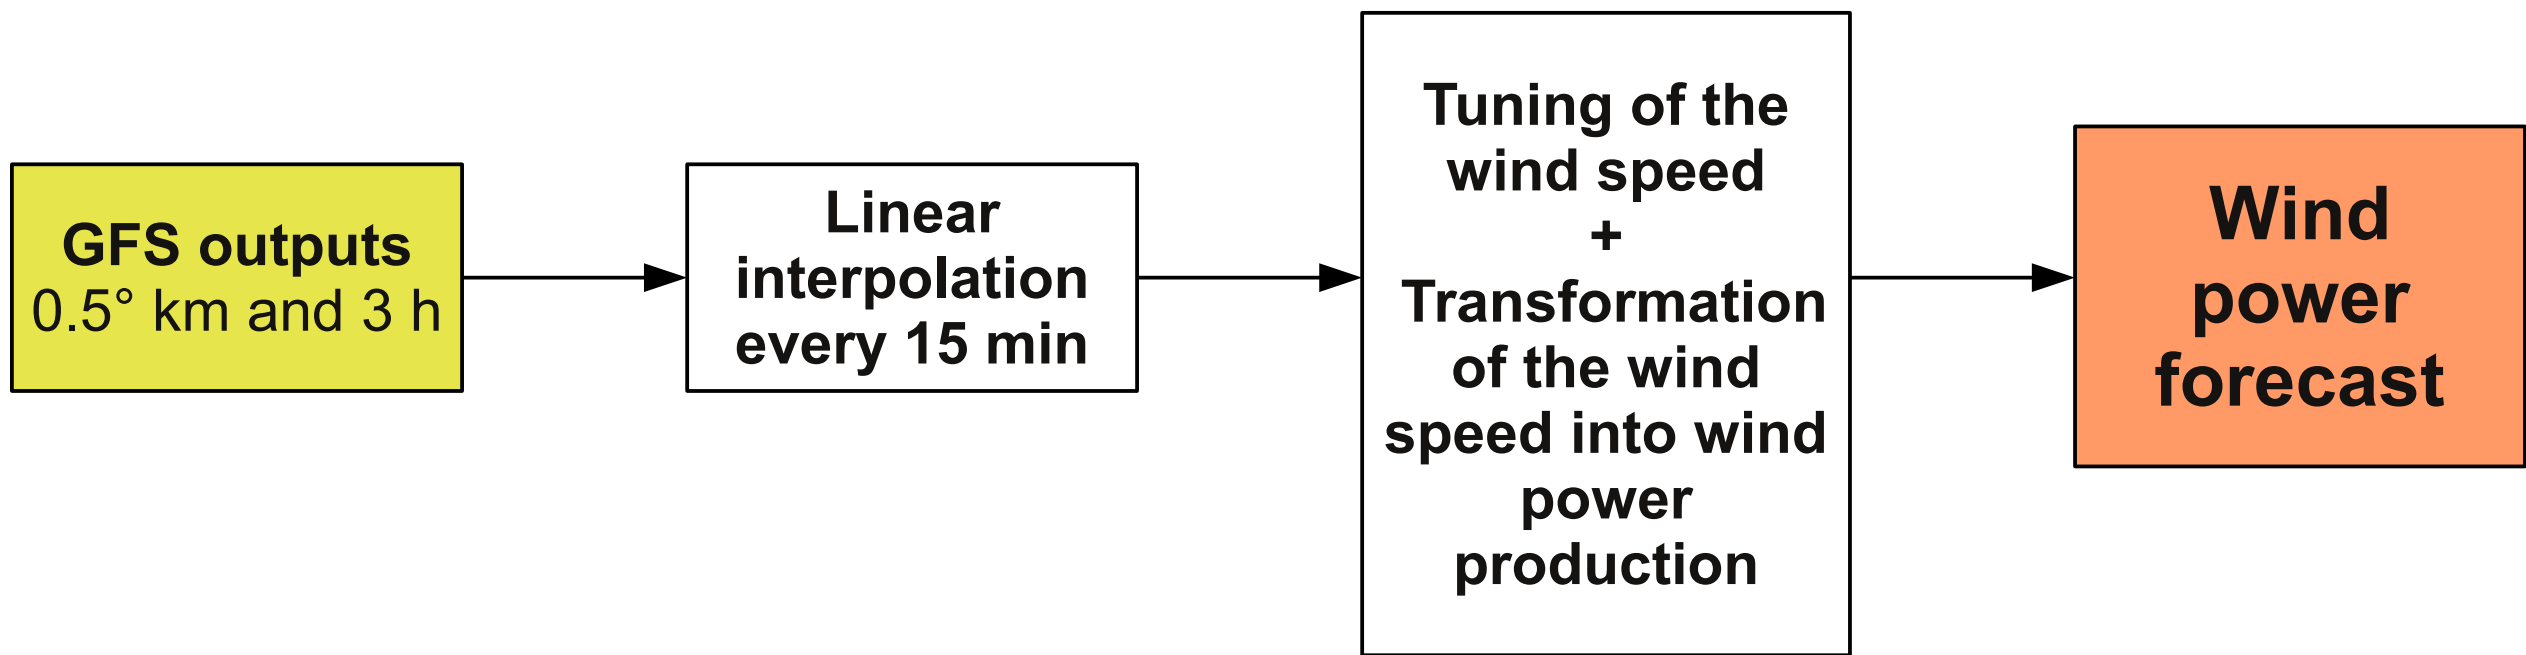 GFS outputs
0.5° km and 3 h
Linear
interpolation
every 15 min
Tuning of the
wind speed
+
Transformation
of the wind
speed into wind
power
production
Wind
power
forecast